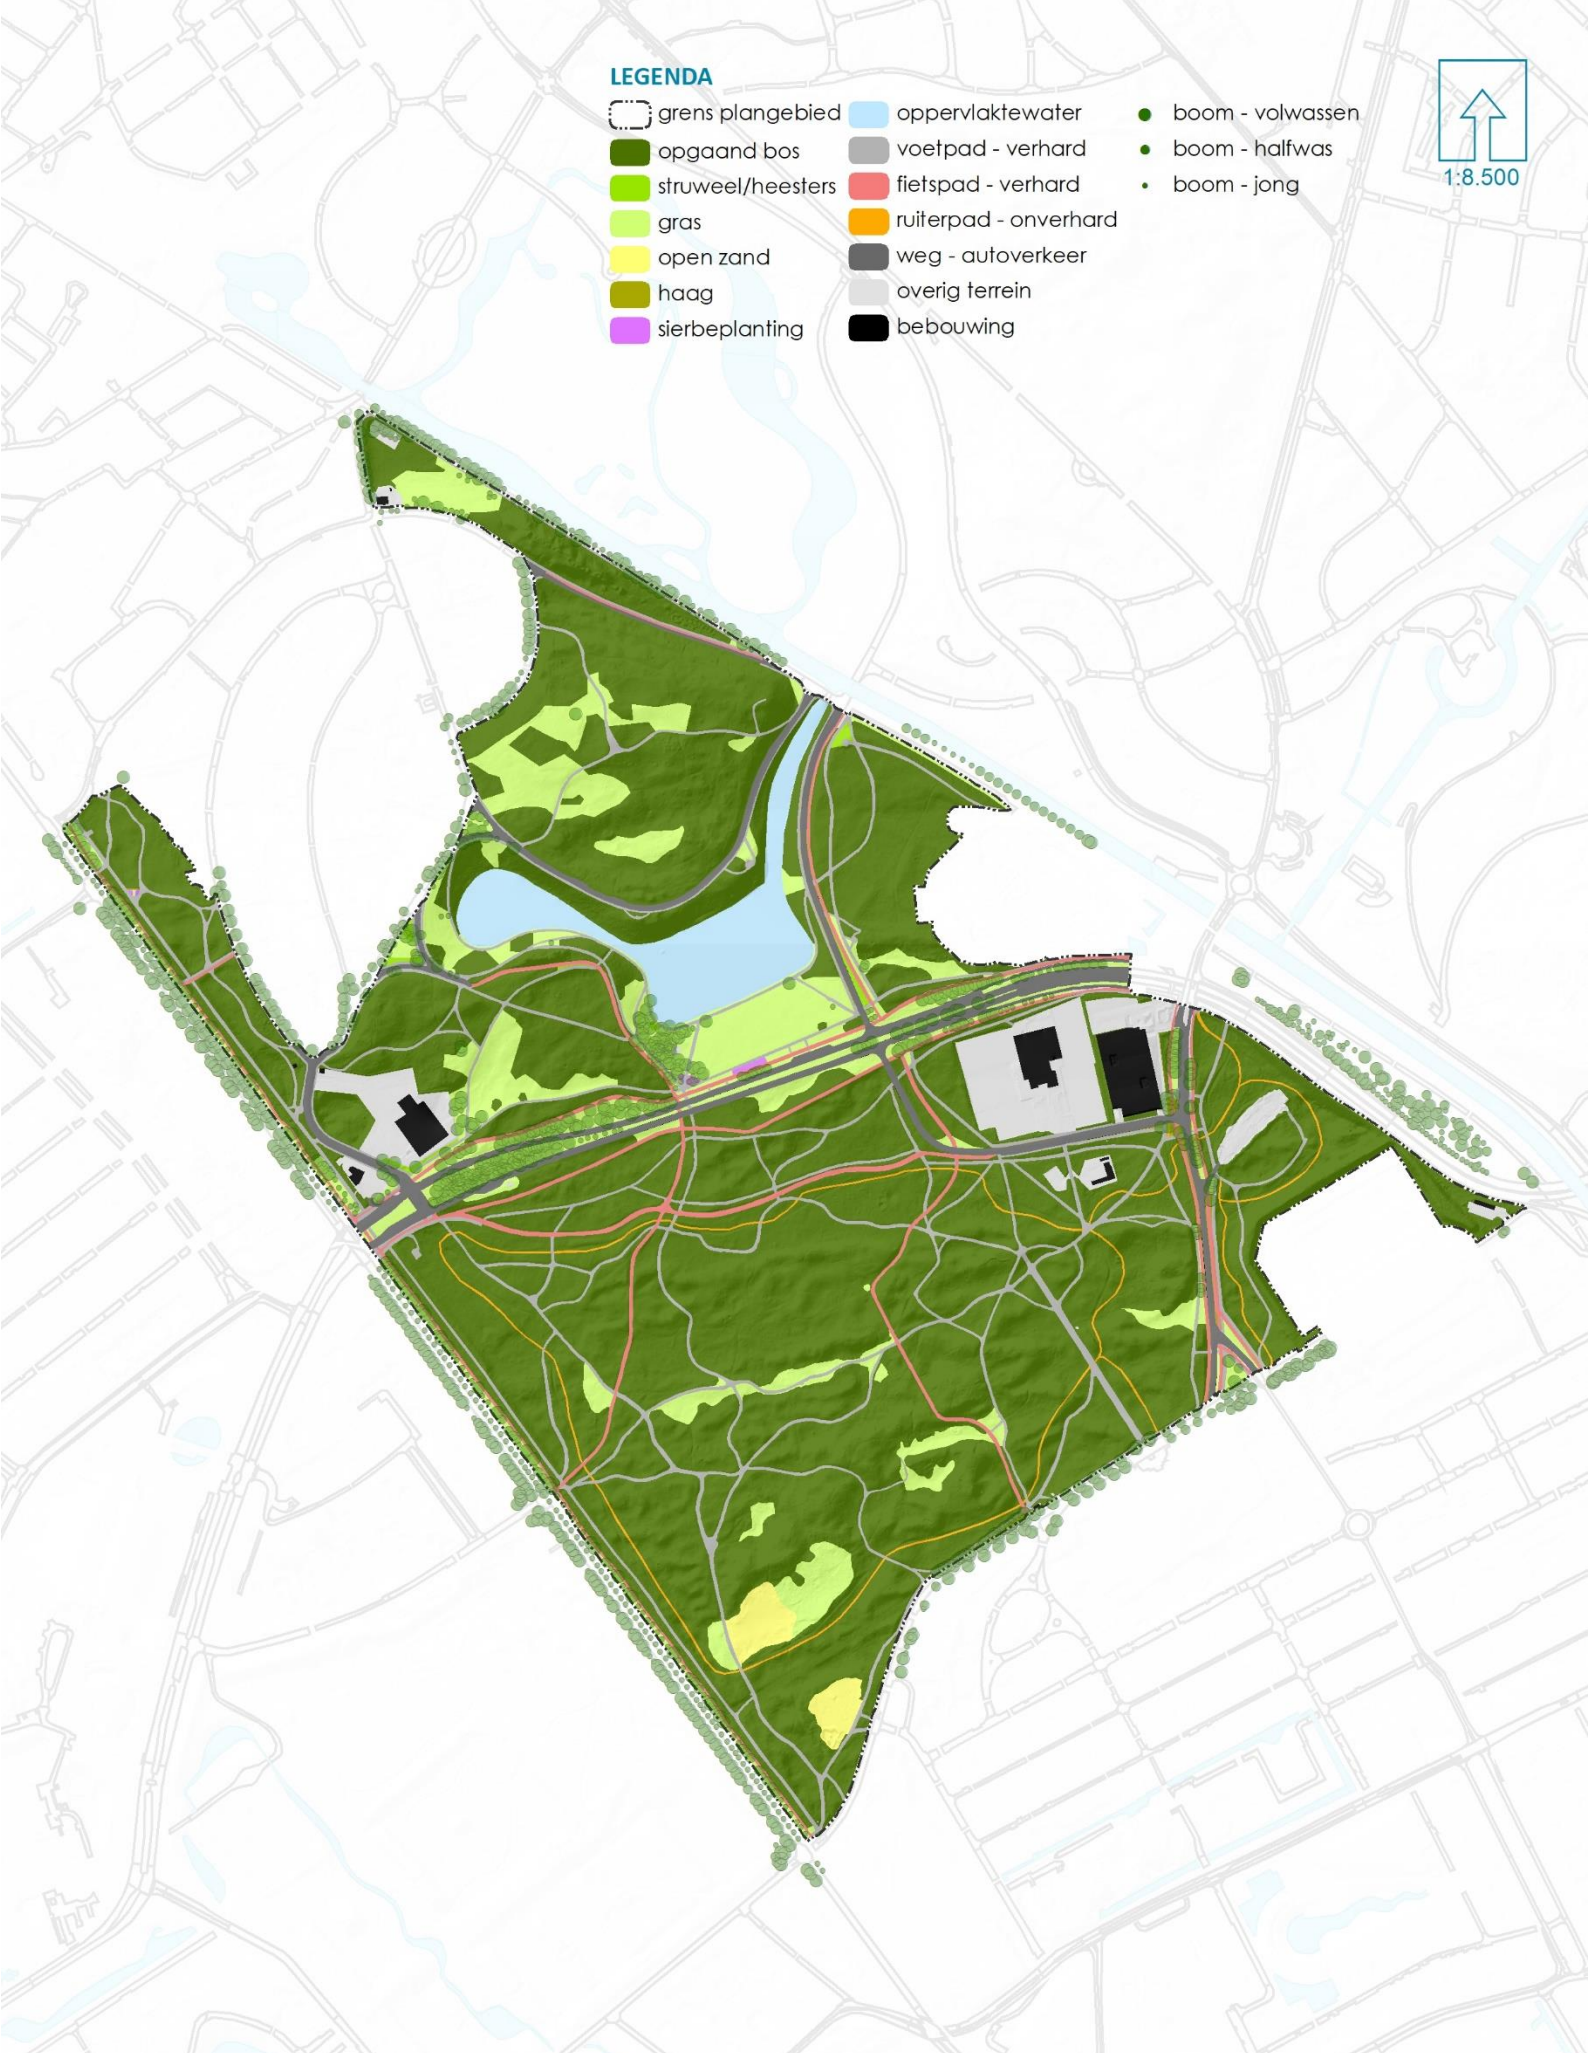 LEGENDA
grens plangebied
opgaand bos
struweel/heesters
gras
open zand
haag
sierbeplanting
oppervlaktewater
voetpad - verhard
fietspad - verhard
ruiterpad - onverhard
weg - autoverkeer
overig terrein
bebouwing
boom - volwassen
boom - halfwas
boom - jong
1:8.500